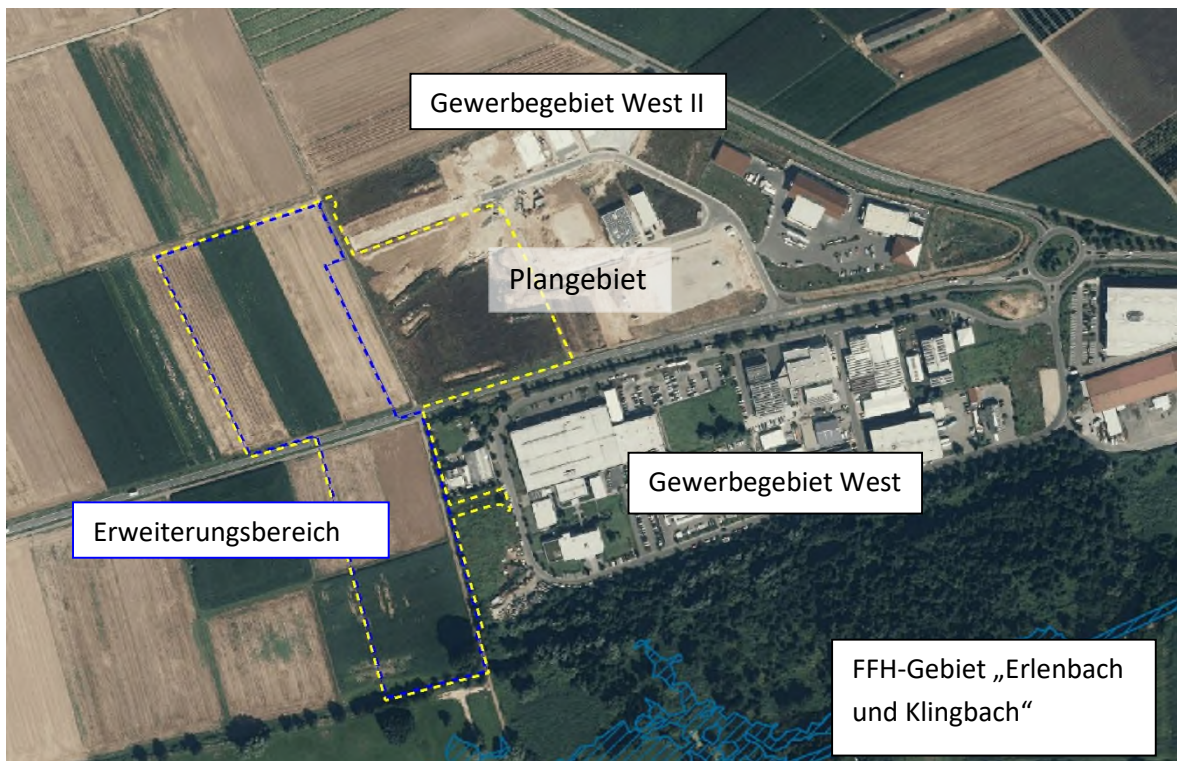 Gewerbegebiet West II
Plangebiet
Gewerbegebiet West
Erweiterungsbereich
FFH-Gebiet „Erlenbach
und Klingbach“